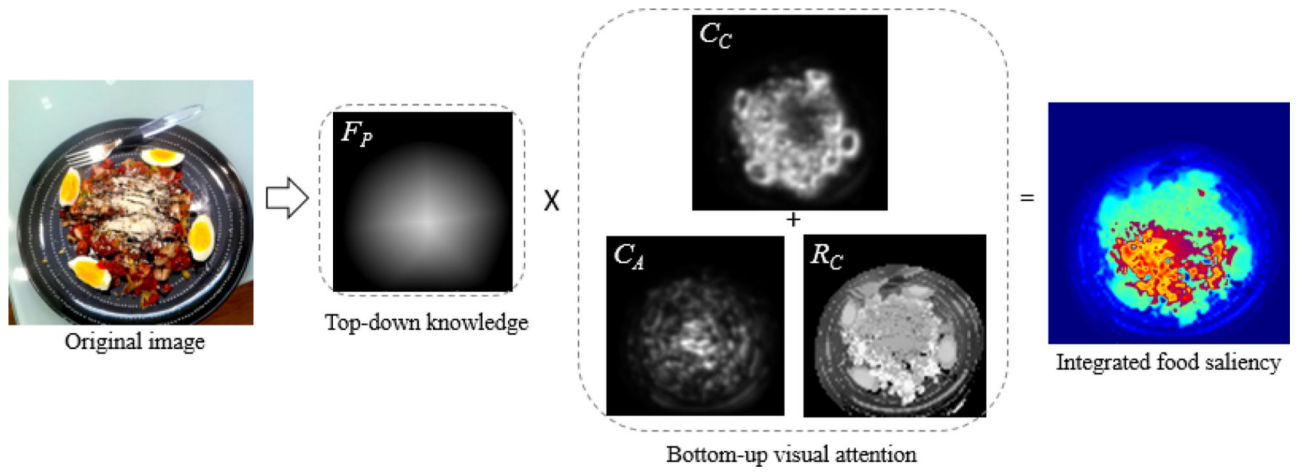 C_C
F_P
X
+
=
C_A
R_C
Original image
Top-down knowledge
Integrated food saliency
Bottom-up visual attention